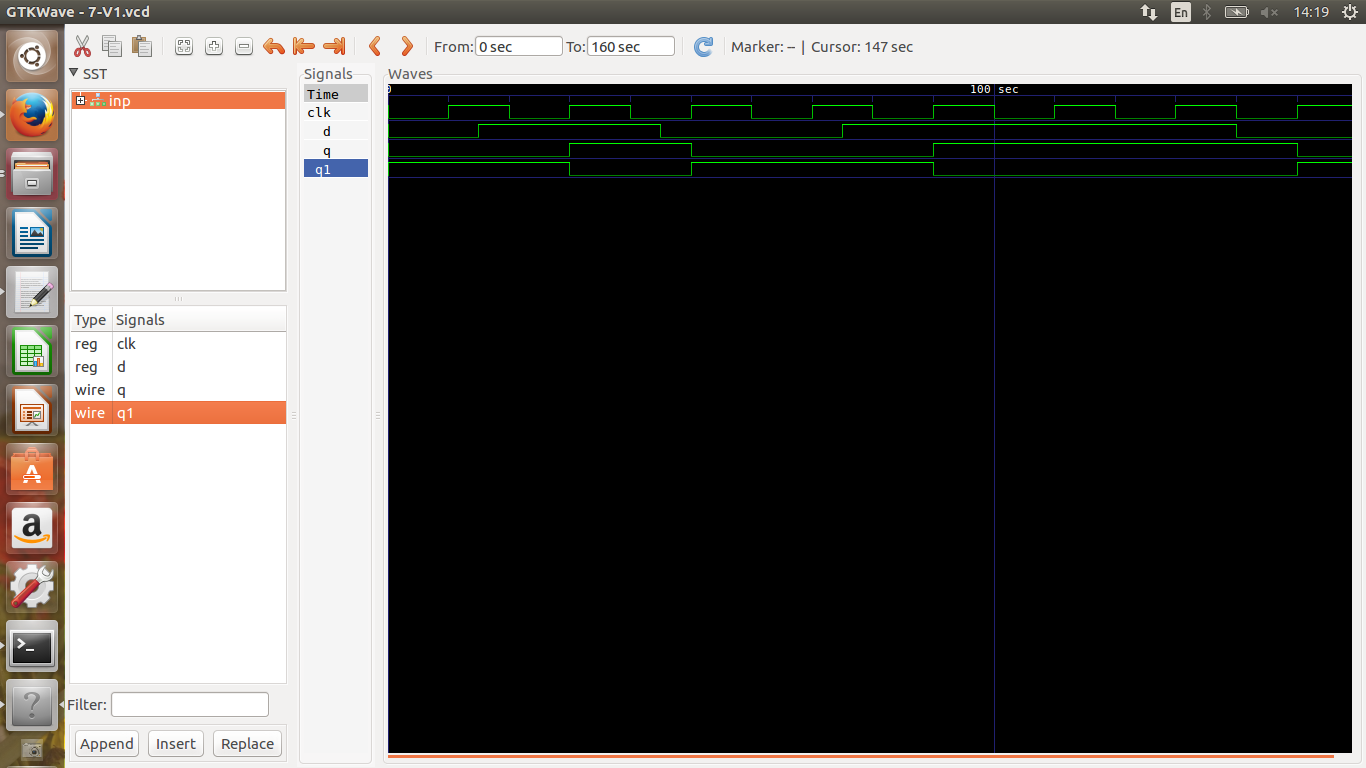 GTKWave - 7-V1.vcd
En
14:19
From: 0 sec To: 160 sec Marker: -- | Cursor: 147 sec
SST
inp
Type Signals
reg clk
reg d
wire q
wire q1
Filter:
Append Insert Replace
Signals
Time
clk
d
q
q1
Waves
0 100 sec